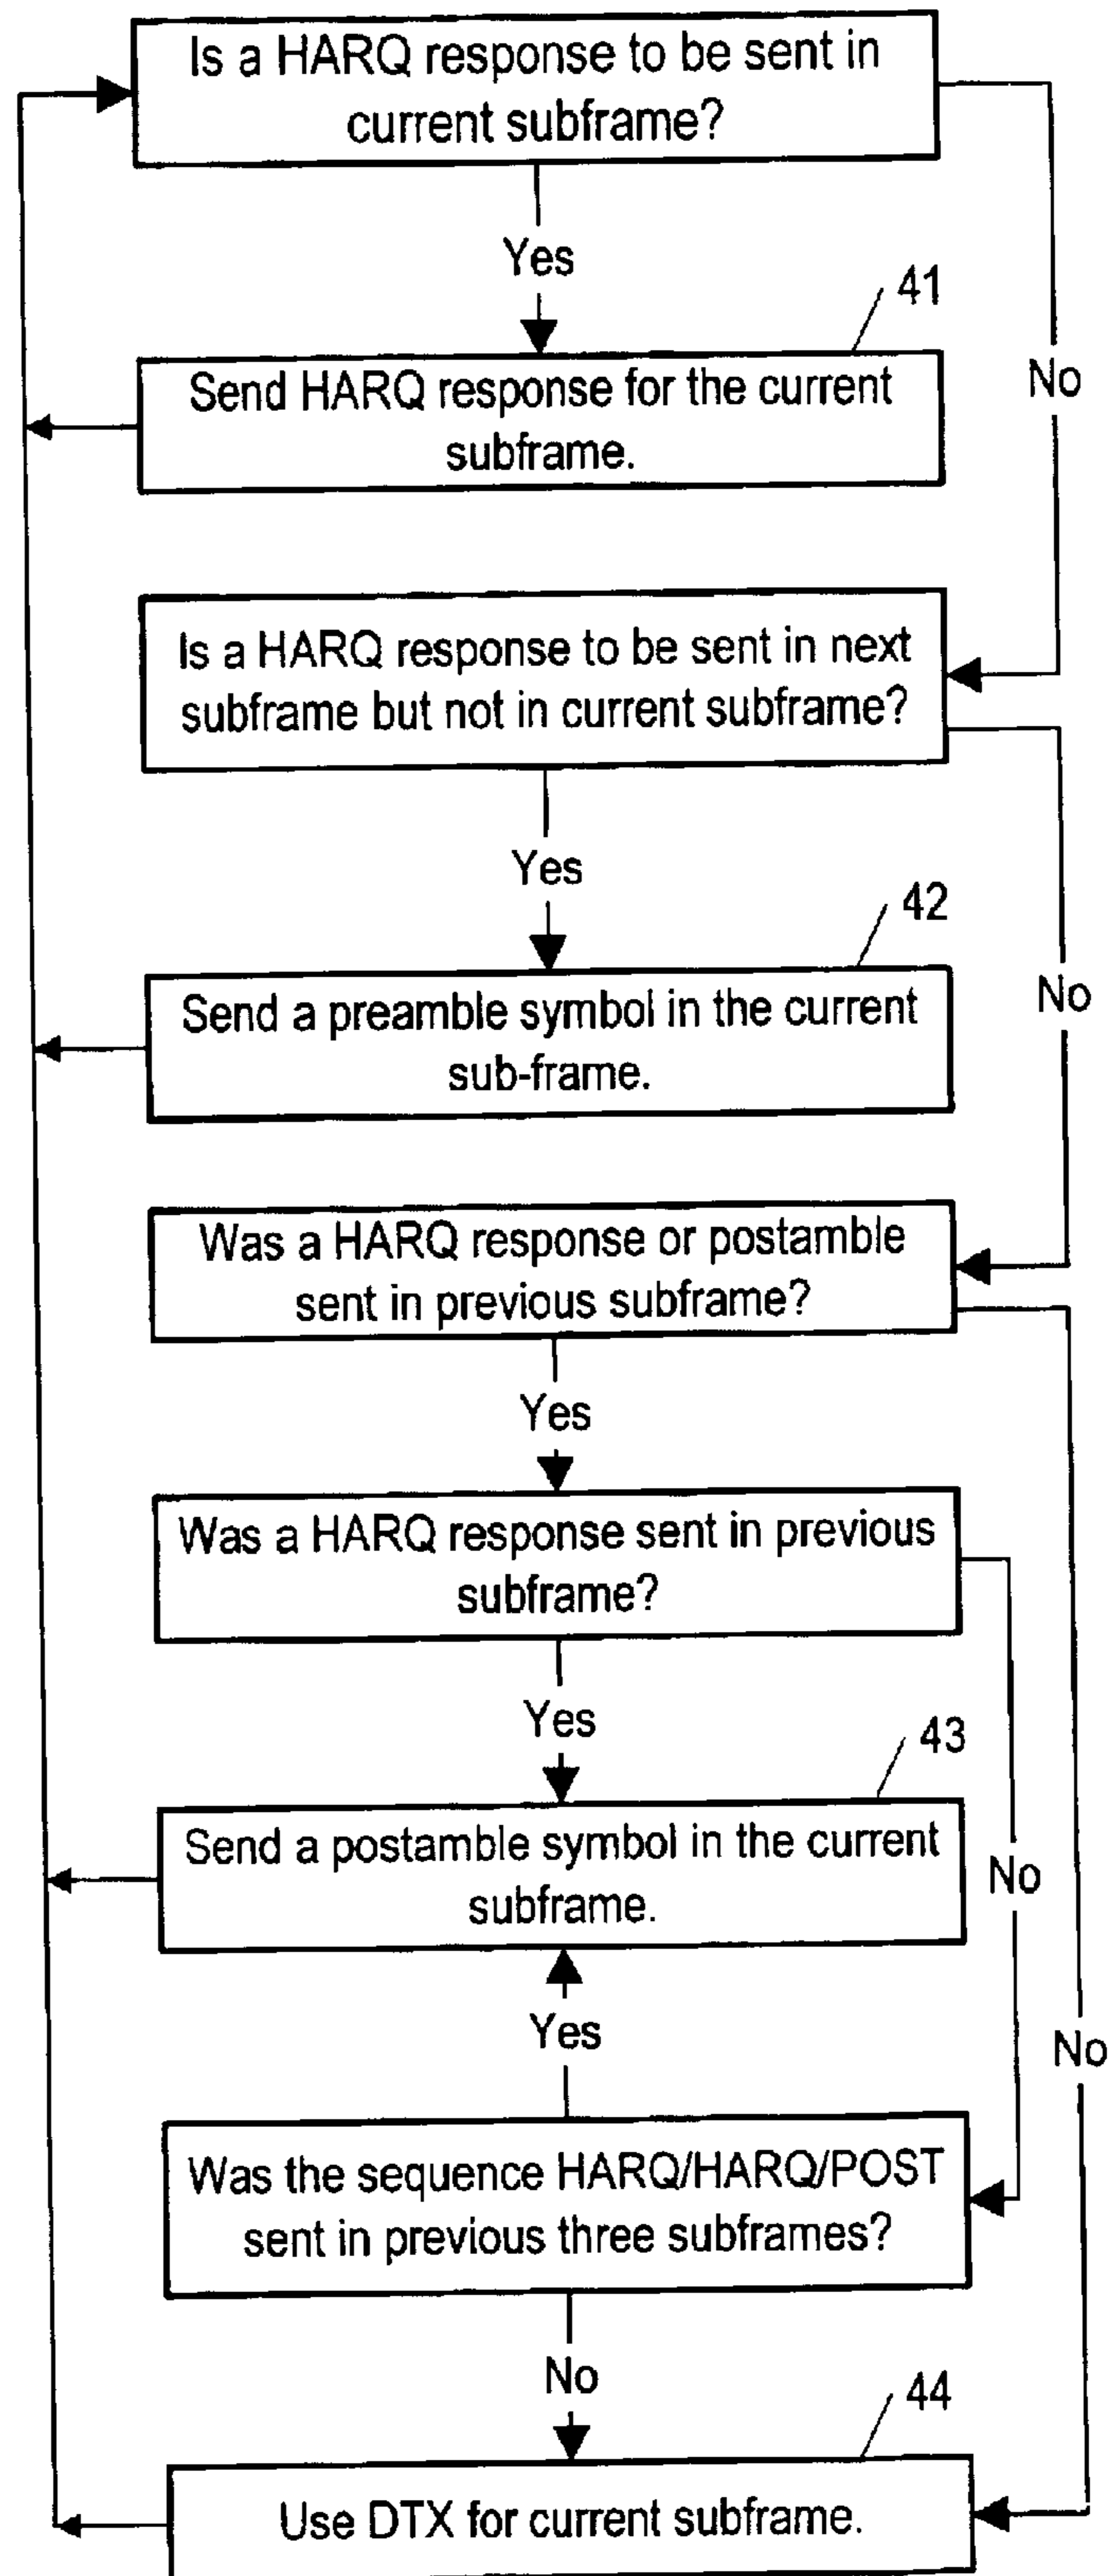 Is a HARQ response to be sent in
current subframe?
Yes
41
No
Send HARQ response for the current
subframe.
Is a HARQ response to be sent in next
subframe but not in current subframe?
Yes
42
No
Send a preamble symbol in the current
sub-frame.
Was a HARQ response or postamble
sent in previous subframe?
Yes
Was a HARQ response sent in previous
subframe?
Yes
43
Send a postamble symbol in the current
subframe.
No
Yes
No
Was the sequence HARQ/HARQ/POST
sent in previous three subframes?
No
44
Use DTX for current subframe.